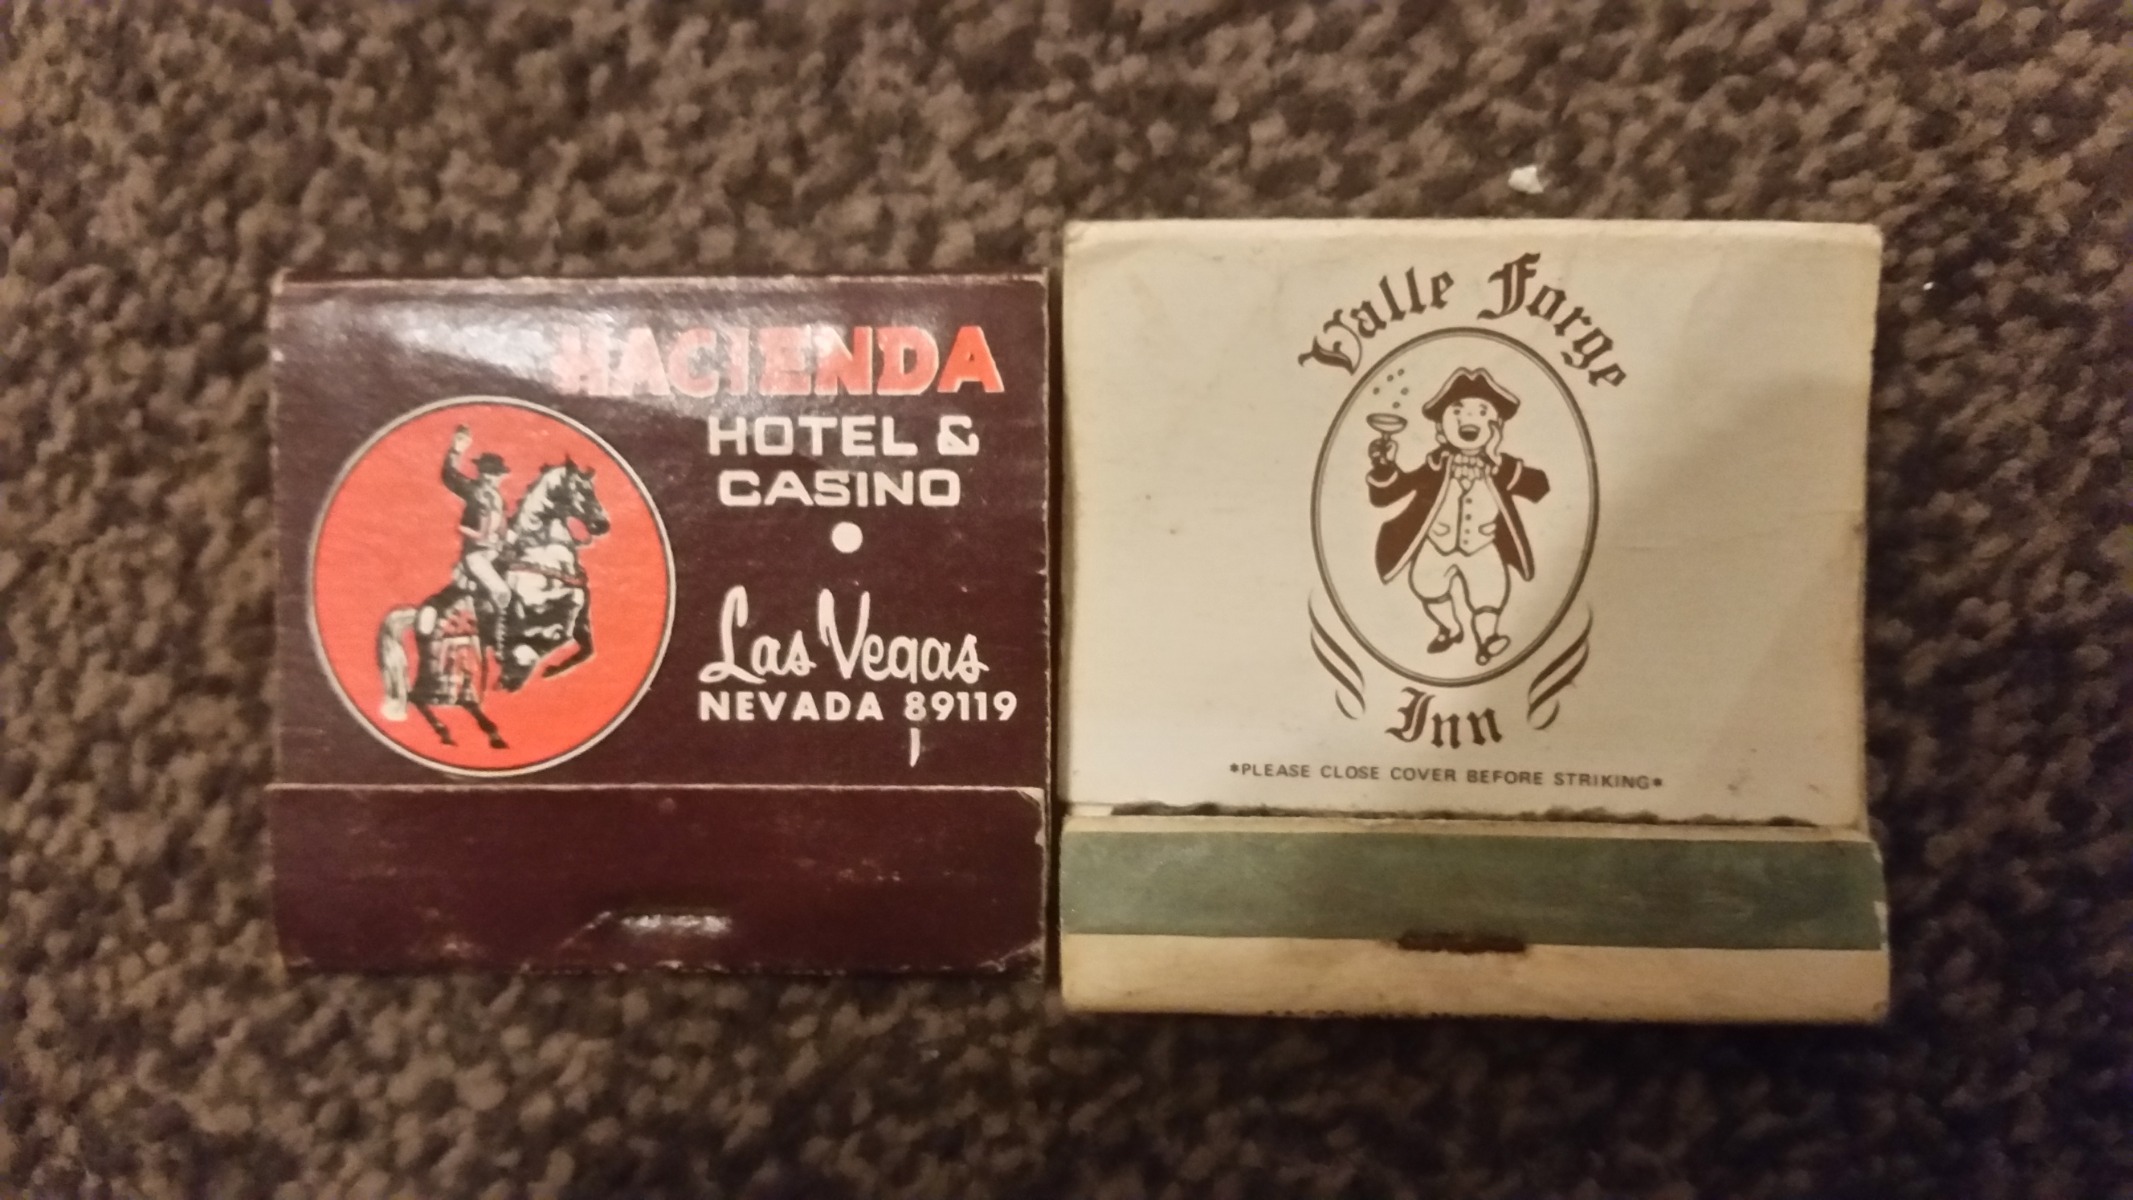 HACIENDA
HOTEL &
CASINO
Las Vegas
NEVADA 89119
Valle Forge
Inn
*PLEASE CLOSE COVER BEFORE STRIKING*